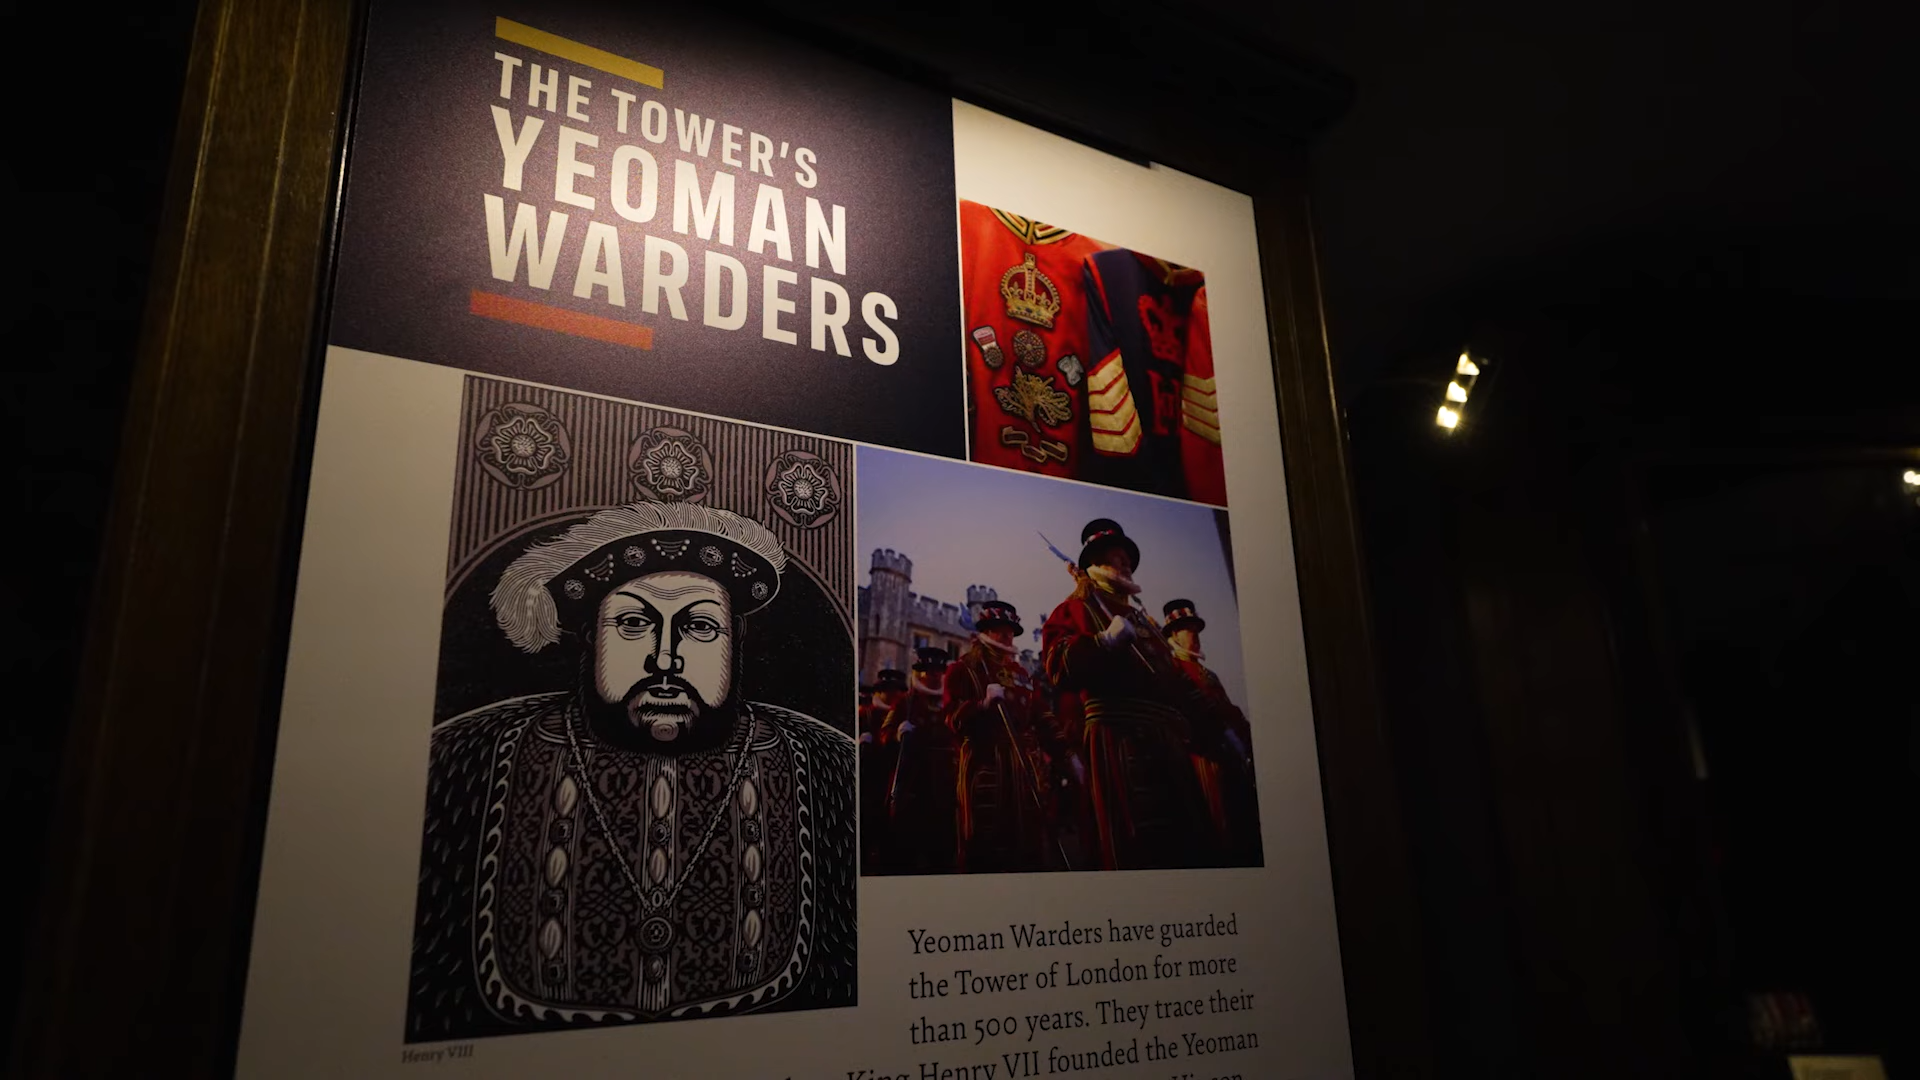 THE TOWER'S
YEOMAN
WARDERS
Henry VIII
Yeoman Warders have guarded
the Tower of London for more
than 500 years. They trace their
King Henry VII founded the Yeoman